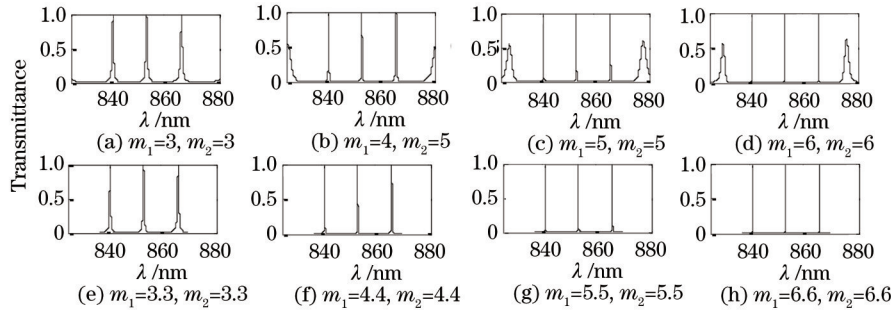 Transmittance
1.0 1.0 1.0 1.0
0.5 0.5 0.5 0.5
0 0 0 0
840 860 880 840 860 880 840 860 880 840 860 880
λ /nm λ /nm λ /nm λ /nm
(a) m₁=3, m₂=3 (b) m₁=4, m₂=5 (c) m₁=5, m₂=5 (d) m₁=6, m₂=6
1.0 1.0 1.0 1.0
0.5 0.5 0.5 0.5
0 0 0 0
840 860 880 840 860 880 840 860 880 840 860 880
λ /nm λ /nm λ /nm λ /nm
(e) m₁=3.3, m₂=3.3 (f) m₁=4.4, m₂=4.4 (g) m₁=5.5, m₂=5.5 (h) m₁=6.6, m₂=6.6